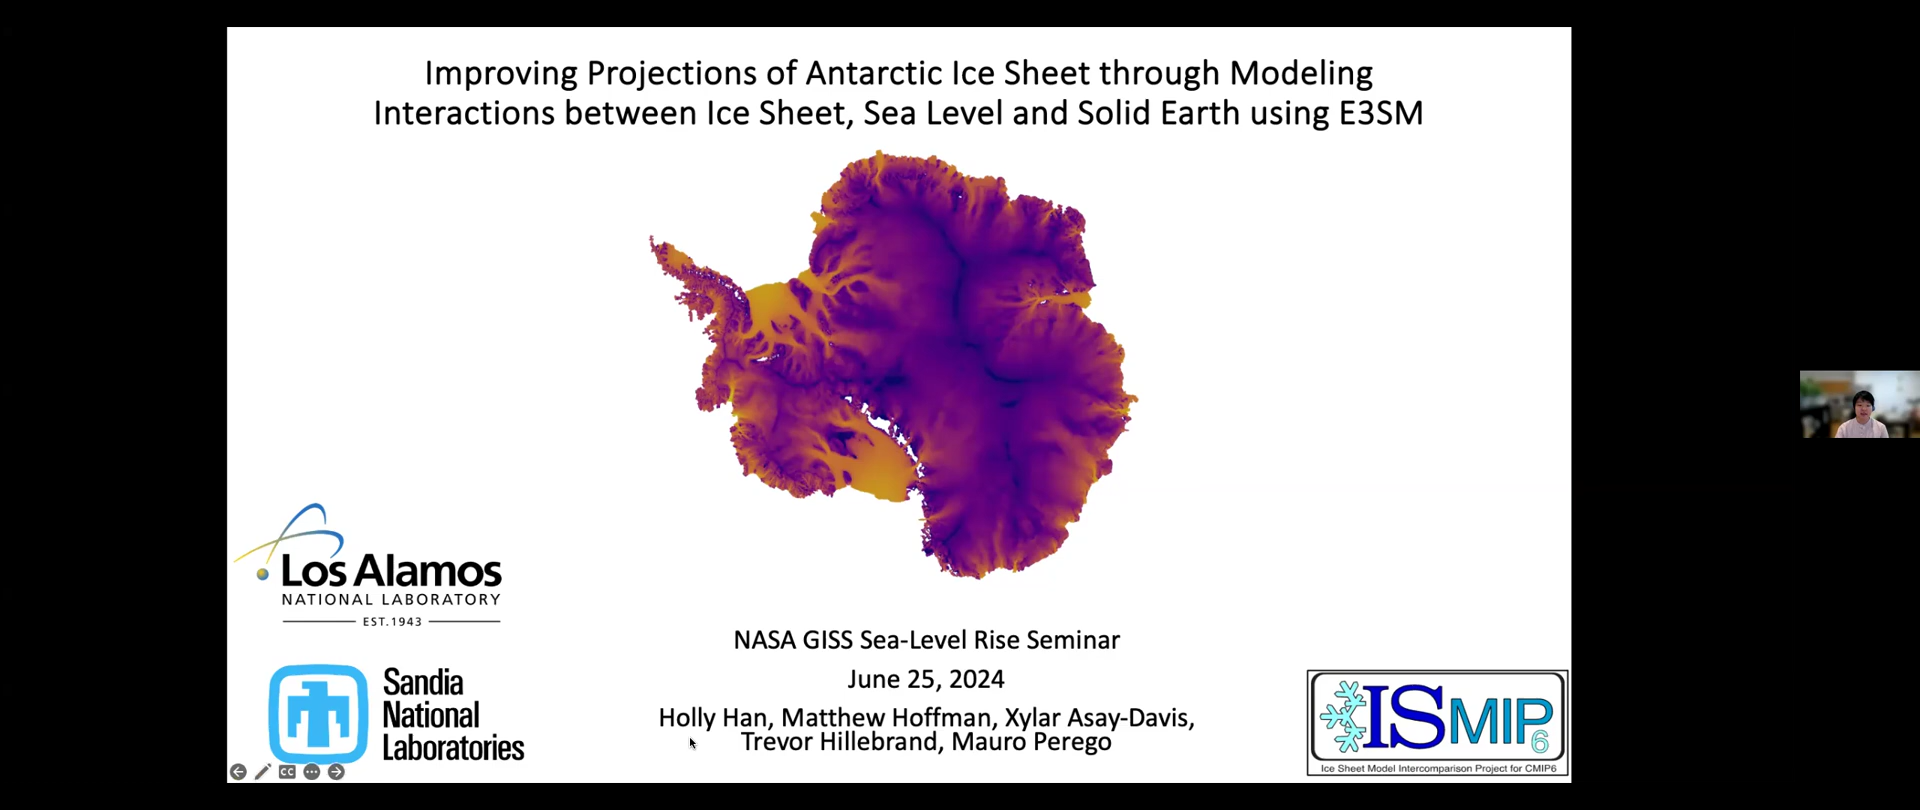 Improving Projections of Antarctic Ice Sheet through Modeling
Interactions between Ice Sheet, Sea Level and Solid Earth using E3SM
Los Alamos
NATIONAL LABORATORY
EST.1943
Sandia
National
Laboratories
NASA GISS Sea-Level Rise Seminar
June 25, 2024
Holly Han, Matthew Hoffman, Xylar Asay-Davis,
Trevor Hillebrand, Mauro Perego
ISMIP6
Ice Sheet Model Intercomparison Project for CMIP6
CC